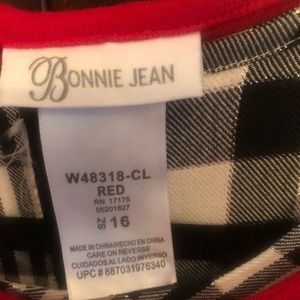 BONNIE JEAN
W48318-CL
RED
RN 17175
05201627
SZ 16
MADE IN CHINA/HECHO EN CHINA
CARE ON REVERSE
CUIDADOS AL LADO INVERSO
UPC # 887031976340